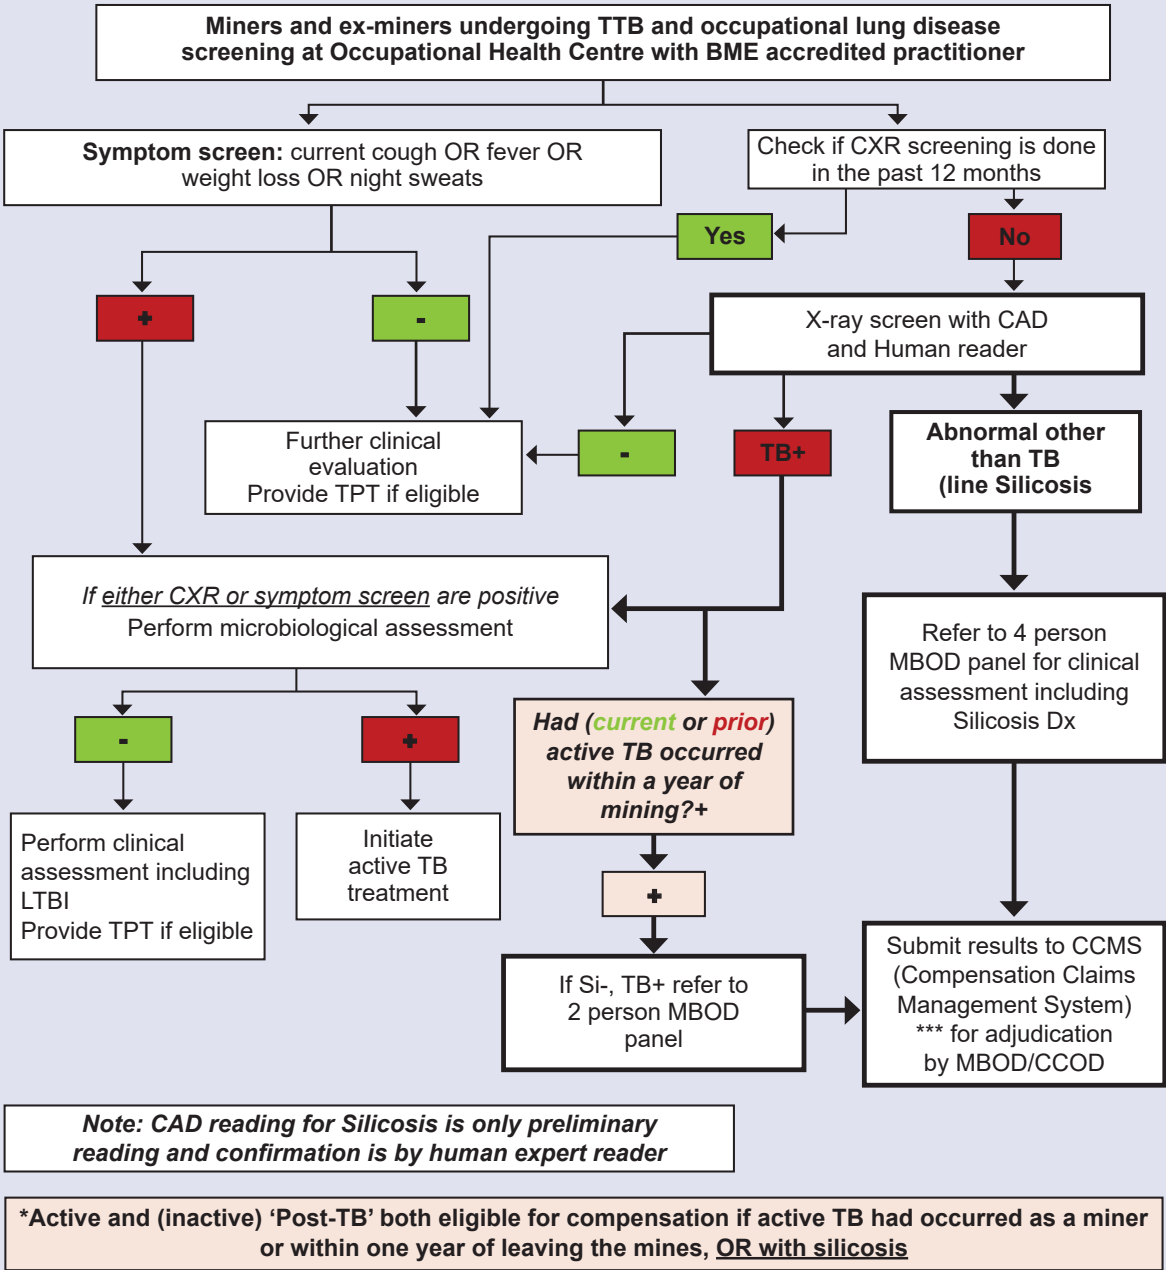 Miners and ex-miners undergoing TTB and occupational lung disease
screening at Occupational Health Centre with BME accredited practitioner
Symptom screen: current cough OR fever OR
weight loss OR night sweats
Check if CXR screening is done
in the past 12 months
Yes
No
+
-
X-ray screen with CAD
and Human reader
Further clinical
evaluation
Provide TPT if eligible
-
TB+
Abnormal other
than TB
(line Silicosis
If either CXR or symptom screen are positive
Perform microbiological assessment
Refer to 4 person
MBOD panel for clinical
assessment including
Silicosis Dx
-
+
Had (current or prior)
active TB occurred
within a year of
mining?+
Perform clinical
assessment including
LTBI
Provide TPT if eligible
Initiate
active TB
treatment
+
If Si-, TB+ refer to
2 person MBOD
panel
Submit results to CCMS
(Compensation Claims
Management System)
*** for adjudication
by MBOD/CCOD
Note: CAD reading for Silicosis is only preliminary
reading and confirmation is by human expert reader
*Active and (inactive) ‘Post-TB’ both eligible for compensation if active TB had occurred as a miner
or within one year of leaving the mines, OR with silicosis